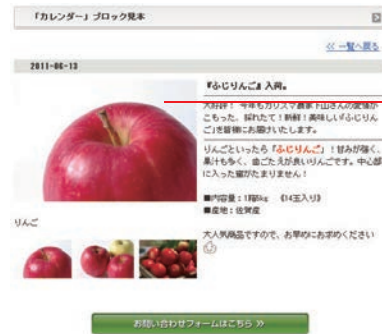 「カレンダー」ブロック見本
≪ 一覧へ戻る
2011-06-13
『ふじりんご』入荷。
大好評！ 今年もカリスマ農家下山さんの愛情が
こもった、採れたて！新鮮！美味しい『ふじりん
ご』を皆様にお届けいたします。
りんごといったら『ふじりんご』！甘みが強く、
果汁も多く、歯ごたえが良いりんごです。中心部
に入った蜜がたまりません！
■内容量：1箱5kg （14玉入り）
■産地：佐賀産
大人気商品ですので、お早めにお求めください
りんご
お問い合わせフォームはこちら ≫